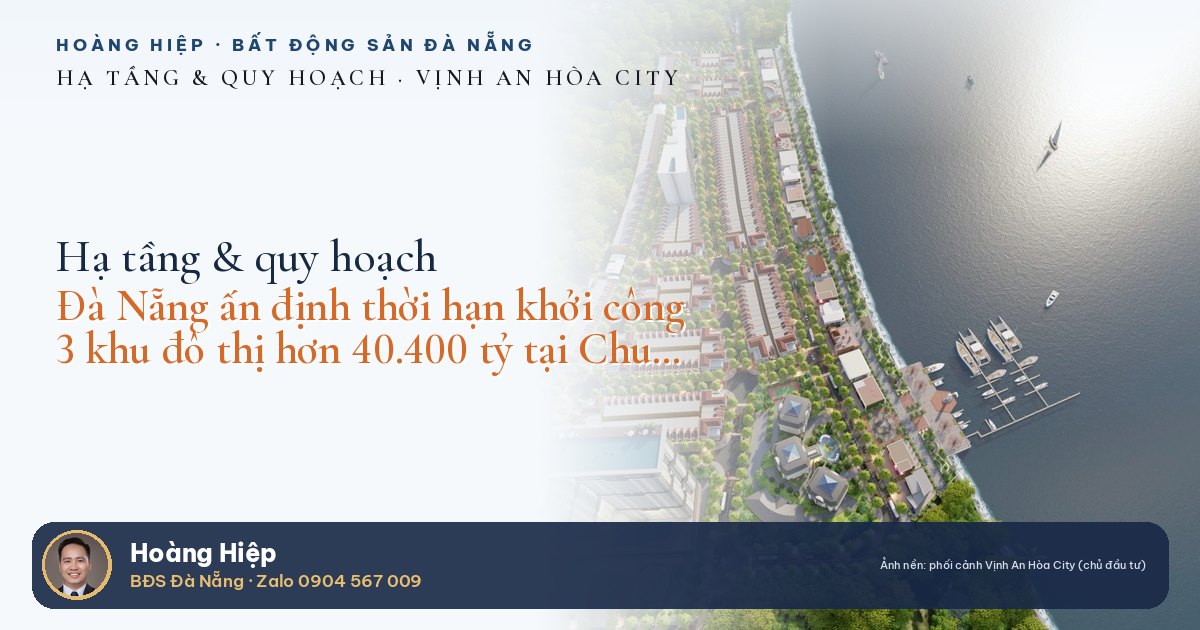 HOÀNG HIỆP · BẤT ĐỘNG SẢN ĐÀ NẴNG
HẠ TẦNG & QUY HOẠCH · VỊNH AN HÒA CITY
Hạ tầng & quy hoạch
Đà Nẵng ấn định thời hạn khởi công
3 khu đô thị hơn 40.400 tỷ tại Chu...
Hoàng Hiệp
BĐS Đà Nẵng · Zalo 0904 567 009
Ảnh nền: phối cảnh Vịnh An Hòa City (chủ đầu tư)